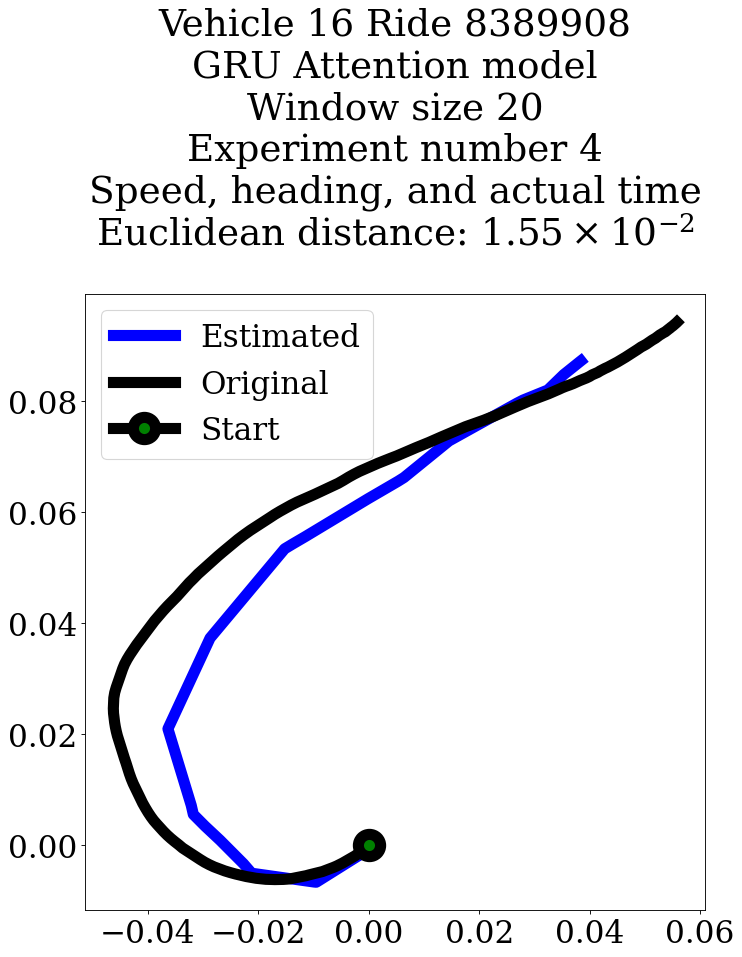 Vehicle 16 Ride 8389908
GRU Attention model
Window size 20
Experiment number 4
Speed, heading, and actual time
Euclidean distance: 1.55 × 10⁻²
Estimated
Original
Start
0.08
0.06
0.04
0.02
0.00
−0.04 −0.02 0.00 0.02 0.04 0.06